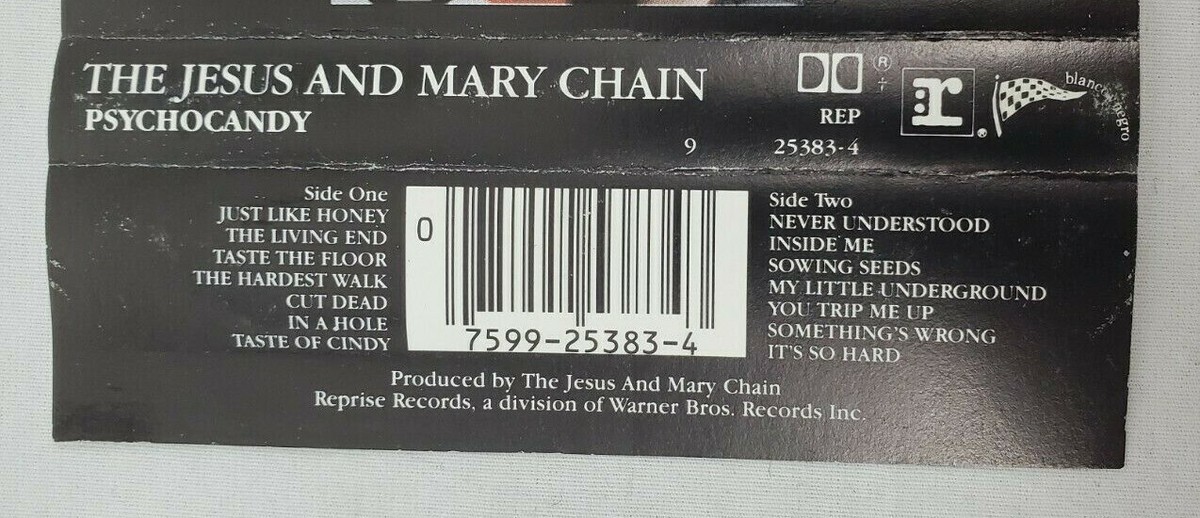 THE JESUS AND MARY CHAIN
PSYCHOCANDY
® †
REP
9 25383-4
r ®
blanco y negro
Side One
JUST LIKE HONEY
THE LIVING END
TASTE THE FLOOR
THE HARDEST WALK
CUT DEAD
IN A HOLE
TASTE OF CINDY
0
7599-25383-4
Side Two
NEVER UNDERSTOOD
INSIDE ME
SOWING SEEDS
MY LITTLE UNDERGROUND
YOU TRIP ME UP
SOMETHING'S WRONG
IT'S SO HARD
Produced by The Jesus And Mary Chain
Reprise Records, a division of Warner Bros. Records Inc.